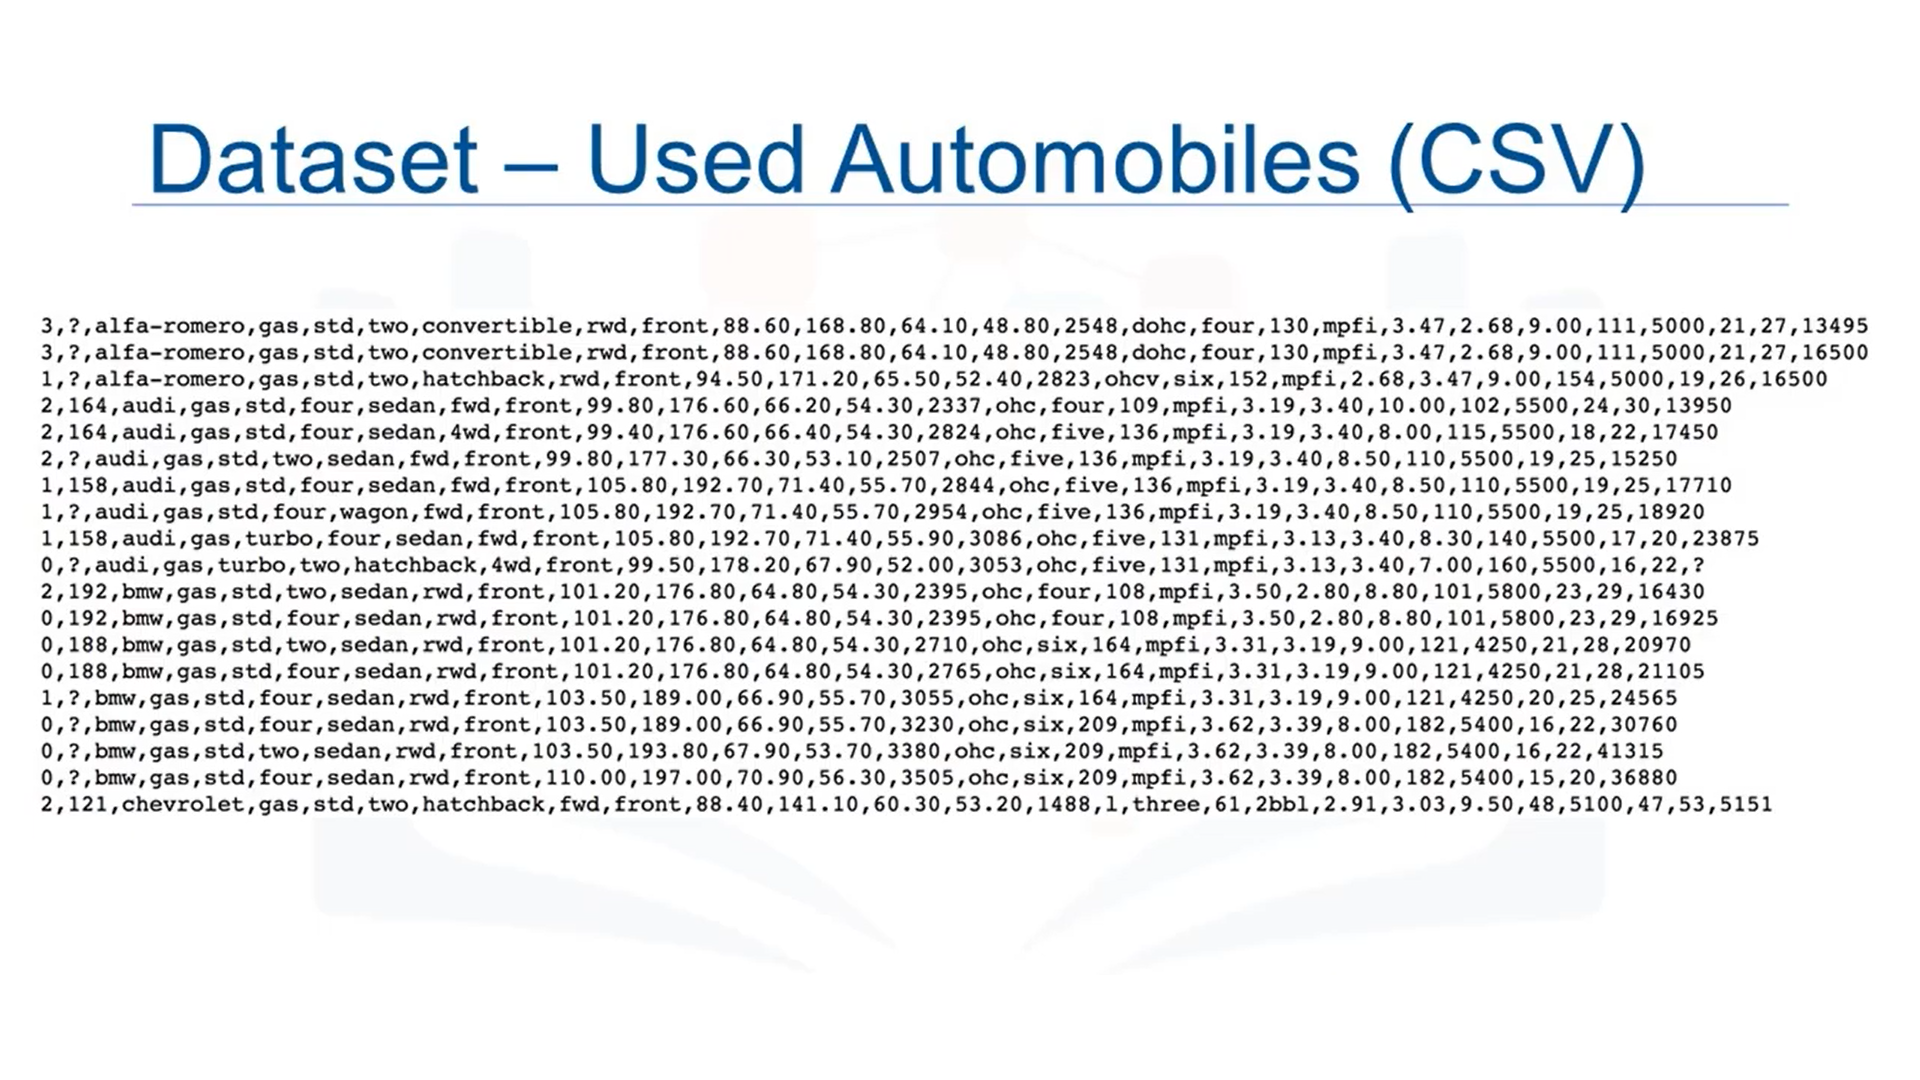 Dataset – Used Automobiles (CSV)
3,?,alfa-romero,gas,std,two,convertible,rwd,front,88.60,168.80,64.10,48.80,2548,dohc,four,130,mpfi,3.47,2.68,9.00,111,5000,21,27,13495
3,?,alfa-romero,gas,std,two,convertible,rwd,front,88.60,168.80,64.10,48.80,2548,dohc,four,130,mpfi,3.47,2.68,9.00,111,5000,21,27,16500
1,?,alfa-romero,gas,std,two,hatchback,rwd,front,94.50,171.20,65.50,52.40,2823,ohcv,six,152,mpfi,2.68,3.47,9.00,154,5000,19,26,16500
2,164,audi,gas,std,four,sedan,fwd,front,99.80,176.60,66.20,54.30,2337,ohc,four,109,mpfi,3.19,3.40,10.00,102,5500,24,30,13950
2,164,audi,gas,std,four,sedan,4wd,front,99.40,176.60,66.40,54.30,2824,ohc,five,136,mpfi,3.19,3.40,8.00,115,5500,18,22,17450
2,?,audi,gas,std,two,sedan,fwd,front,99.80,177.30,66.30,53.10,2507,ohc,five,136,mpfi,3.19,3.40,8.50,110,5500,19,25,15250
1,158,audi,gas,std,four,sedan,fwd,front,105.80,192.70,71.40,55.70,2844,ohc,five,136,mpfi,3.19,3.40,8.50,110,5500,19,25,17710
1,?,audi,gas,std,four,wagon,fwd,front,105.80,192.70,71.40,55.70,2954,ohc,five,136,mpfi,3.19,3.40,8.50,110,5500,19,25,18920
1,158,audi,gas,turbo,four,sedan,fwd,front,105.80,192.70,71.40,55.90,3086,ohc,five,131,mpfi,3.13,3.40,8.30,140,5500,17,20,23875
0,?,audi,gas,turbo,two,hatchback,4wd,front,99.50,178.20,67.90,52.00,3053,ohc,five,131,mpfi,3.13,3.40,7.00,160,5500,16,22,?
2,192,bmw,gas,std,two,sedan,rwd,front,101.20,176.80,64.80,54.30,2395,ohc,four,108,mpfi,3.50,2.80,8.80,101,5800,23,29,16430
0,192,bmw,gas,std,four,sedan,rwd,front,101.20,176.80,64.80,54.30,2395,ohc,four,108,mpfi,3.50,2.80,8.80,101,5800,23,29,16925
0,188,bmw,gas,std,two,sedan,rwd,front,101.20,176.80,64.80,54.30,2710,ohc,six,164,mpfi,3.31,3.19,9.00,121,4250,21,28,20970
0,188,bmw,gas,std,four,sedan,rwd,front,101.20,176.80,64.80,54.30,2765,ohc,six,164,mpfi,3.31,3.19,9.00,121,4250,21,28,21105
1,?,bmw,gas,std,four,sedan,rwd,front,103.50,189.00,66.90,55.70,3055,ohc,six,164,mpfi,3.31,3.19,9.00,121,4250,20,25,24565
0,?,bmw,gas,std,four,sedan,rwd,front,103.50,189.00,66.90,55.70,3230,ohc,six,209,mpfi,3.62,3.39,8.00,182,5400,16,22,30760
0,?,bmw,gas,std,two,sedan,rwd,front,103.50,193.80,67.90,53.70,3380,ohc,six,209,mpfi,3.62,3.39,8.00,182,5400,16,22,41315
0,?,bmw,gas,std,four,sedan,rwd,front,110.00,197.00,70.90,56.30,3505,ohc,six,209,mpfi,3.62,3.39,8.00,182,5400,15,20,36880
2,121,chevrolet,gas,std,two,hatchback,fwd,front,88.40,141.10,60.30,53.20,1488,l,three,61,2bbl,2.91,3.03,9.50,48,5100,47,53,5151